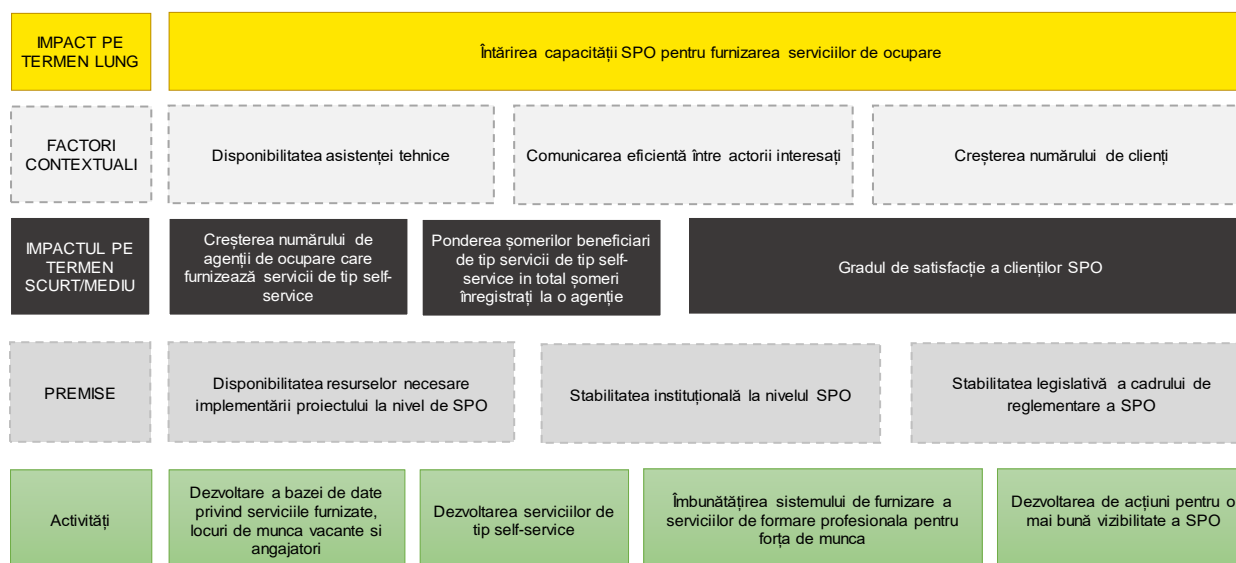 IMPACT PE
TERMEN LUNG
Întărirea capacității SPO pentru furnizarea serviciilor de ocupare
FACTORI
CONTEXTUALI
Disponibilitatea asistenței tehnice
Comunicarea eficientă între actorii interesați
Creșterea numărului de clienți
IMPACTUL PE
TERMEN
SCURT/MEDIU
Creșterea numărului de
agenții de ocupare care
furnizează servicii de tip self-
service
Ponderea șomerilor beneficiari
de tip servicii de tip self-
service in total șomeri
înregistrați la o agenție
Gradul de satisfacție a clienților SPO
PREMISE
Disponibilitatea resurselor necesare
implementării proiectului la nivel de SPO
Stabilitatea instituțională la nivelul SPO
Stabilitatea legislativă a cadrului de
reglementare a SPO
Activități
Dezvoltare a bazei de date
privind serviciile furnizate,
locuri de munca vacante si
angajatori
Dezvoltarea serviciilor de
tip self-service
Îmbunătățirea sistemului de furnizare a
serviciilor de formare profesionala pentru
forța de munca
Dezvoltarea de acțiuni pentru o
mai bună vizibilitate a SPO